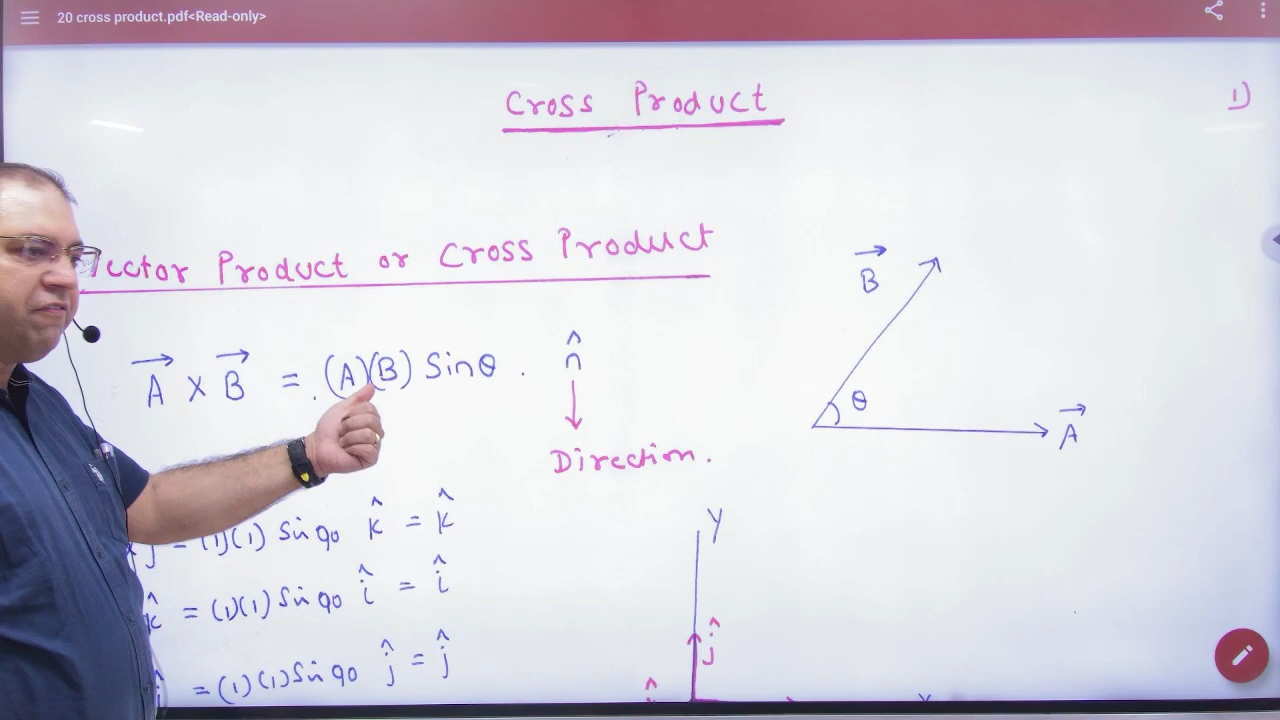 20 cross product.pdf<Read-only>
Cross Product
1)
Vector Product or Cross Product
A⃗ x B⃗ = (A)(B) Sinθ . n̂
Direction.
B⃗
θ
A⃗
j = (1)(1) Sin 90 k̂ = k̂
k̂ = (1)(1) Sin 90 î = î
î = (1)(1) Sin 90 ĵ = ĵ
Y
ĵ